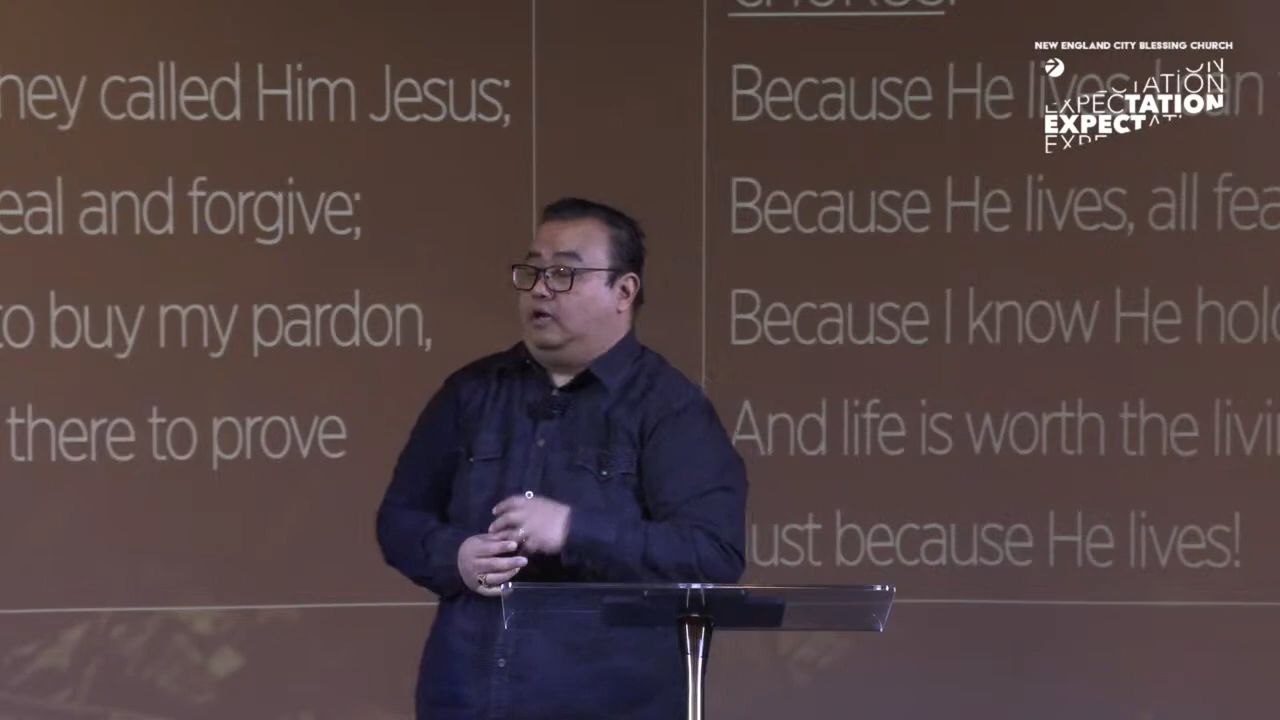 hey called Him Jesus;
eal and forgive;
to buy my pardon,
there to prove
Because He lives,
Because He lives, all fea
Because I know He hol
And life is worth the livi
ust because He lives!
NEW ENGLAND CITY BLESSING CHURCH
EXPECTATION